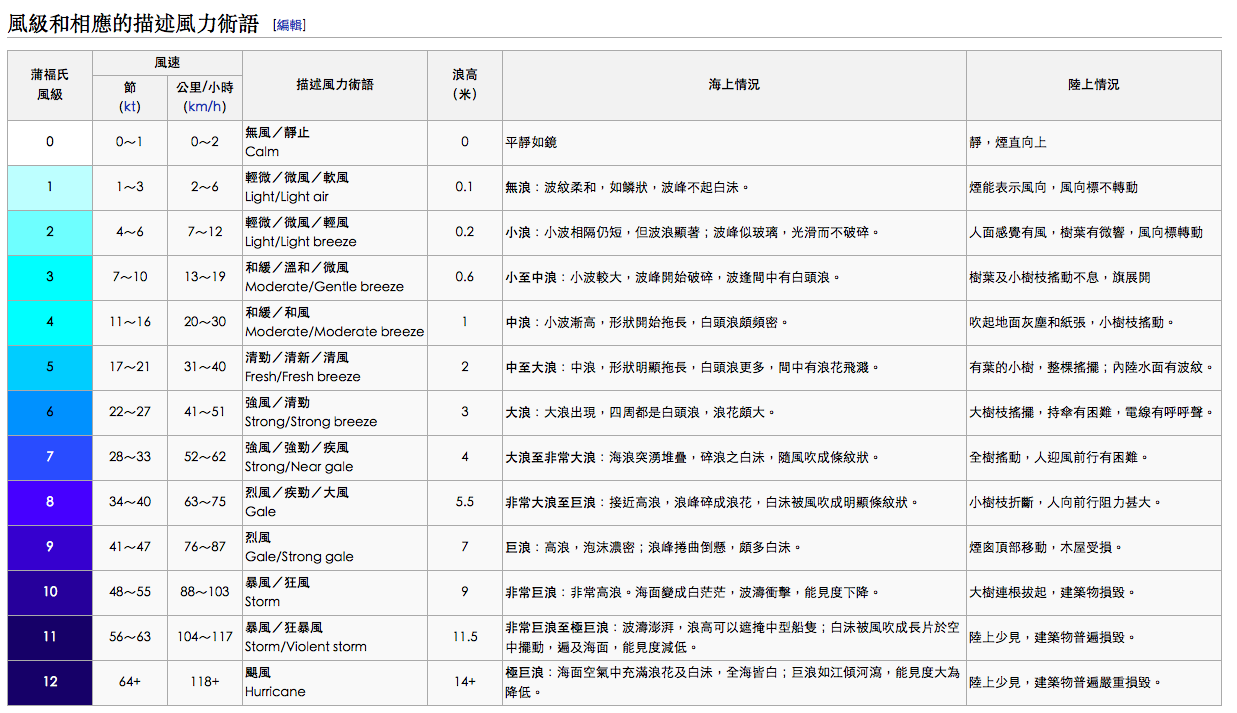 風級和相應的描述風力術語 [編輯]
蒲福氏
風級
風速
節
(kt)
公里/小時
(km/h)
描述風力術語
浪高
（米）
海上情況
陸上情況
0 0～1 0～2 無風／靜止 0 平靜如鏡 靜，煙直向上
Calm
1 1～3 2～6 輕微／微風／軟風 0.1 無浪：波紋柔和，如鱗狀，波峰不起白沫。 煙能表示風向，風向標不轉動
Light/Light air
2 4～6 7～12 輕微／微風／輕風 0.2 小浪：小波相隔仍短，但波浪顯著；波峰似玻璃，光滑而不破碎。 人面感覺有風，樹葉有微響，風向標轉動
Light/Light breeze
3 7～10 13～19 和緩／溫和／微風 0.6 小至中浪：小波較大，波峰開始破碎，波逢間中有白頭浪。 樹葉及小樹枝搖動不息，旗展開
Moderate/Gentle breeze
4 11～16 20～30 和緩／和風 1 中浪：小波漸高，形狀開始拖長，白頭浪頗頻密。 吹起地面灰塵和紙張，小樹枝搖動。
Moderate/Moderate breeze
5 17～21 31～40 清勁／清新／清風 2 中至大浪：中浪，形狀明顯拖長，白頭浪更多，間中有浪花飛濺。 有葉的小樹，整棵搖擺；內陸水面有波紋。
Fresh/Fresh breeze
6 22～27 41～51 強風／清勁 3 大浪：大浪出現，四周都是白頭浪，浪花頗大。 大樹枝搖擺，持傘有困難，電線有呼呼聲。
Strong/Strong breeze
7 28～33 52～62 強風／強勁／疾風 4 大浪至非常大浪：海浪突湧堆疊，碎浪之白沫，隨風吹成條紋狀。 全樹搖動，人迎風前行有困難。
Strong/Near gale
8 34～40 63～75 烈風／疾勁／大風 5.5 非常大浪至巨浪：接近高浪，浪峰碎成浪花，白沫被風吹成明顯條紋狀。 小樹枝折斷，人向前行阻力甚大。
Gale
9 41～47 76～87 烈風 7 巨浪：高浪，泡沫濃密；浪峰捲曲倒懸，頗多白沫。 煙囪頂部移動，木屋受損。
Gale/Strong gale
10 48～55 88～103 暴風／狂風 9 非常巨浪：非常高浪。海面變成白茫茫，波濤衝擊，能見度下降。 大樹連根拔起，建築物損毀。
Storm
11 56～63 104～117 暴風／狂暴風 11.5 非常巨浪至極巨浪：波濤澎湃，浪高可以遮掩中型船隻；白沫被風吹成長片於空 陸上少見，建築物普遍損毀。
Storm/Violent storm 中擺動，遍及海面，能見度減低。
12 64+ 118+ 颶風 14+ 極巨浪：海面空氣中充滿浪花及白沫，全海皆白；巨浪如江傾河瀉，能見度大為 陸上少見，建築物普遍嚴重損毀。
Hurricane 降低。